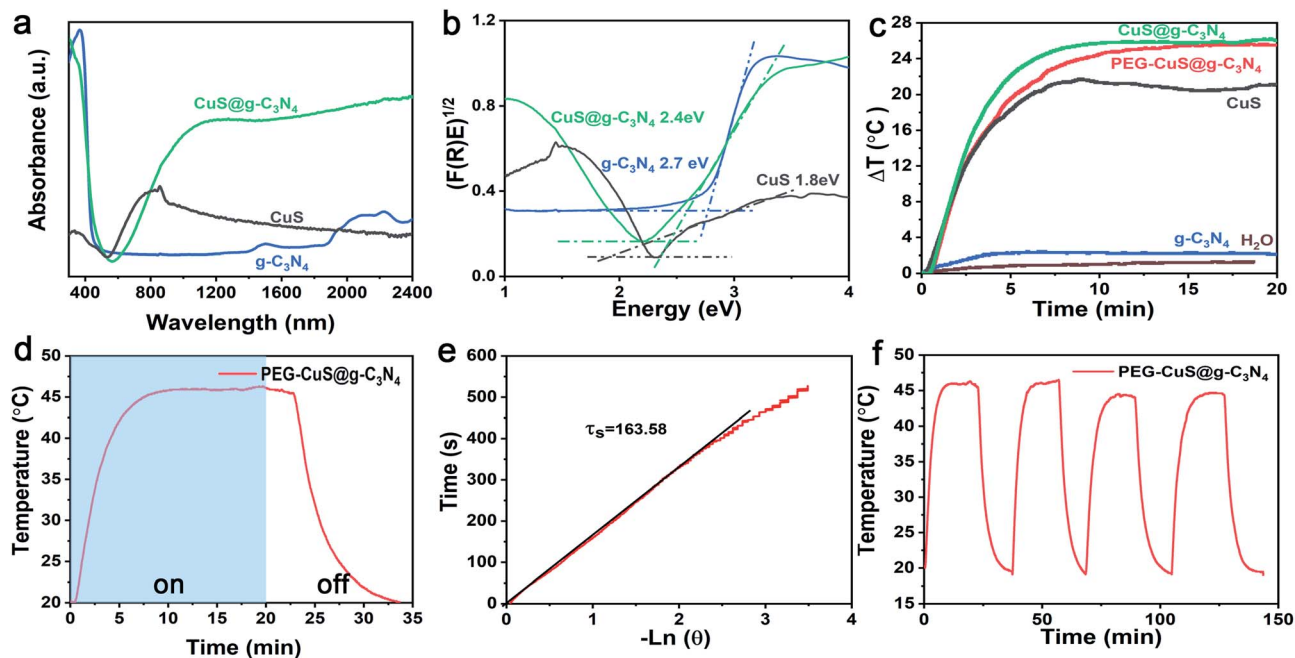 a
Absorbance (a.u.)
CuS@g-C₃N₄
CuS
g-C₃N₄
300 600 900 1200 1600 2000 2400
Wavelength (nm)
b
(F(R)E)^1/2
1.2
0.8
0.4
0.0
CuS@g-C₃N₄ 2.4eV
g-C₃N₄ 2.7 eV
CuS 1.8eV
1 2 3 4
Energy (eV)
c
ΔT (°C)
28
24
20
16
12
8
4
0
CuS@g-C₃N₄
PEG-CuS@g-C₃N₄
CuS
g-C₃N₄ H₂O
0 5 10 15 20
Time (min)
d
Temperature (°C)
50
45
40
35
30
25
20
PEG-CuS@g-C₃N₄
on off
0 5 10 15 20 25 30 35
Time (min)
e
Time (s)
600
500
400
300
200
100
0
τs=163.58
0 1 2 3 4
-Ln (θ)
f
Temperature (°C)
50
45
40
35
30
25
20
15
PEG-CuS@g-C₃N₄
0 50 100 150
Time (min)